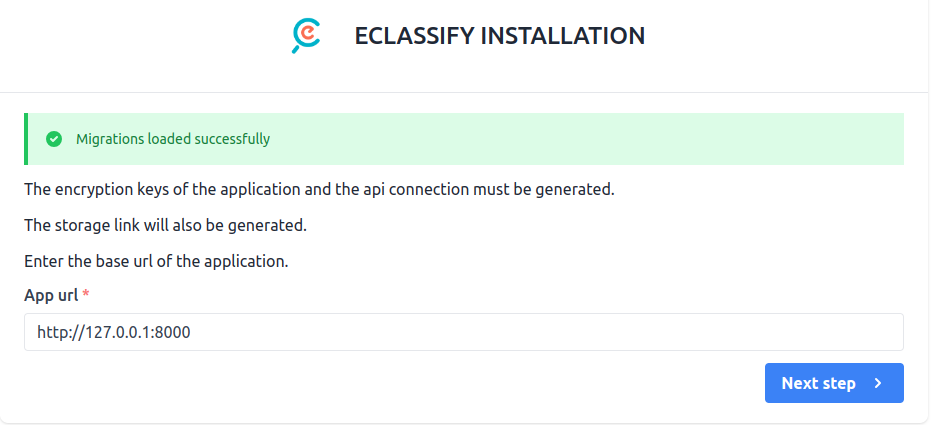 ECLASSIFY INSTALLATION
Migrations loaded successfully
The encryption keys of the application and the api connection must be generated.
The storage link will also be generated.
Enter the base url of the application.
App url *
http://127.0.0.1:8000
Next step